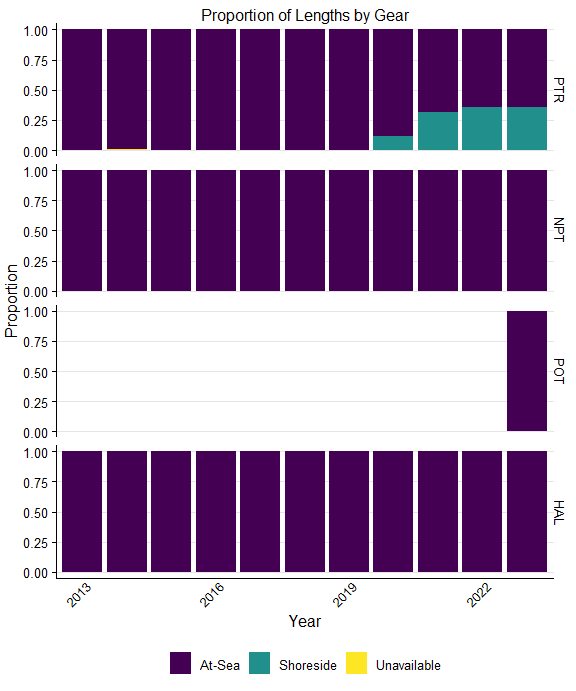 Proportion of Lengths by Gear
1.00
0.75
0.50
0.25
0.00
PTR
1.00
0.75
0.50
0.25
0.00
NPT
Proportion
1.00
0.75
0.50
0.25
0.00
POT
1.00
0.75
0.50
0.25
0.00
HAL
2013 2016 2019 2022
Year
At-Sea Shoreside Unavailable